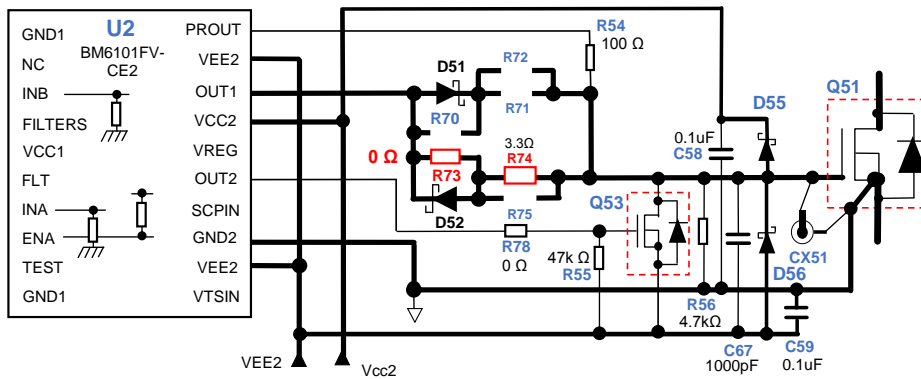 U2
BM6101FV-
CE2
GND1
NC
INB
FILTERS
VCC1
FLT
INA
ENA
TEST
GND1
PROUT
VEE2
OUT1
VCC2
VREG
OUT2
SCPIN
GND2
VEE2
VTSIN
VEE2
Vcc2
R54
100 Ω
D51
R72
R71
R70
0 Ω
R73
3.3Ω
R74
D52
R75
R78
0 Ω
47k Ω
R55
Q53
R56
4.7kΩ
0.1uF
C58
D55
Q51
D56
CX51
C67
1000pF
C59
0.1uF